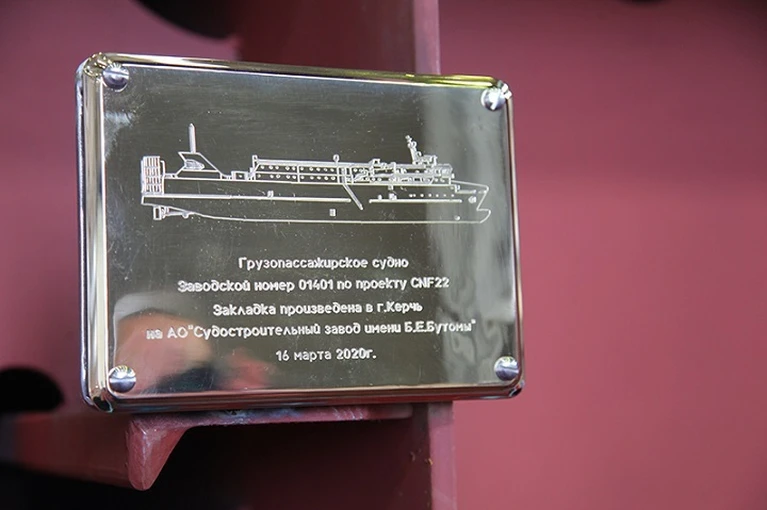 Грузопассажирское судно
Заводской номер 01401 по проекту CNF22
Закладка произведена в г.Керчь
на АО"Судостроительный завод имени Б.Е.Бутомы"
16 марта 2020г.